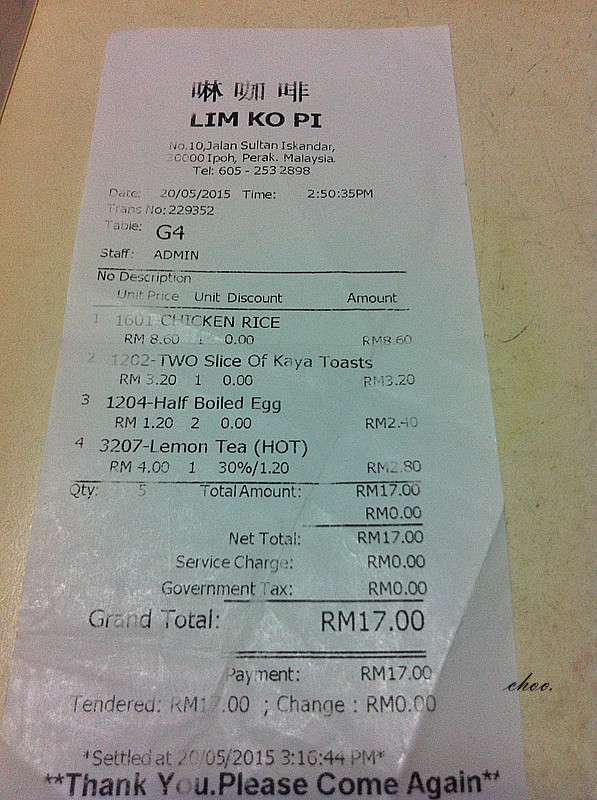 啉咖啡
LIM KO PI
No.10,Jalan Sultan Iskandar,
30000 Ipoh, Perak. Malaysia.
Tel: 605 - 253 2898
Date: 20/05/2015 Time: 2:50:35PM
Trans No: 229352
Table: G4
Staff: ADMIN
No Description
Unit Price Unit Discount Amount
1 1601-CHICKEN RICE
RM 8.60 1 0.00 RM8.60
2 1202-TWO Slice Of Kaya Toasts
RM 3.20 1 0.00 RM3.20
3 1204-Half Boiled Egg
RM 1.20 2 0.00 RM2.40
4 3207-Lemon Tea (HOT)
RM 4.00 1 30%/1.20 RM2.80
Qty: 5 Total Amount: RM17.00
RM0.00
Net Total: RM17.00
Service Charge: RM0.00
Government Tax: RM0.00
Grand Total: RM17.00
Payment: RM17.00
Tendered: RM17.00 ; Change : RM0.00
choo.
*Settled at 20/05/2015 3:16:44 PM*
**Thank You.Please Come Again**